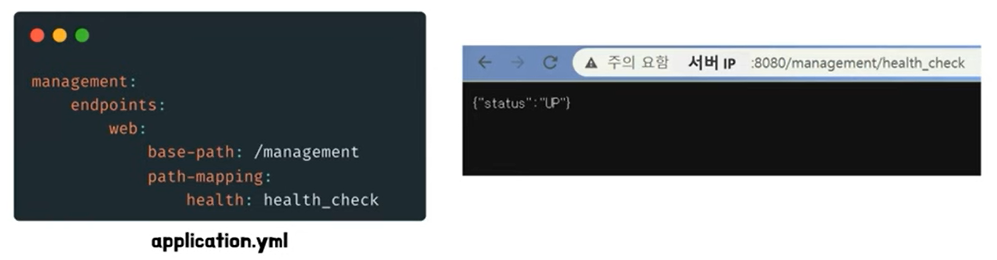 management:
endpoints:
web:
base-path: /management
path-mapping:
health: health_check
application.yml
주의 요함 서버 IP :8080/management/health_check
{"status":"UP"}